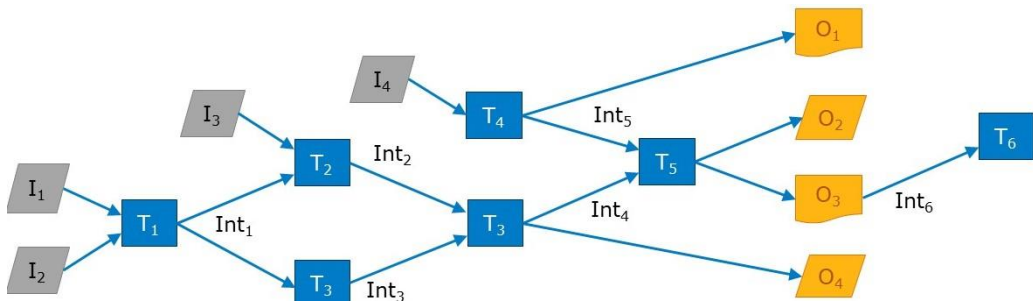 O₁
I₄
T₄
I₃
Int₅
O₂
T₆
T₂
Int₂
T₅
I₁
O₃
Int₆
T₁
Int₁
T₃
Int₄
I₂
T₃
Int₃
O₄